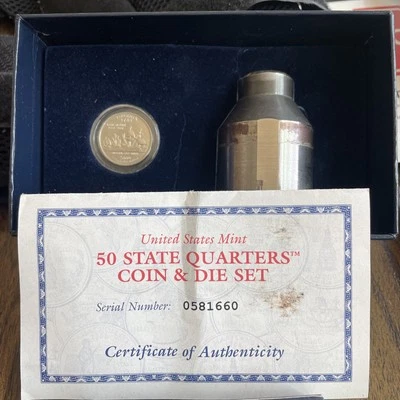 United States Mint
50 STATE QUARTERS™
COIN & DIE SET
Serial Number: 0581660
Certificate of Authenticity